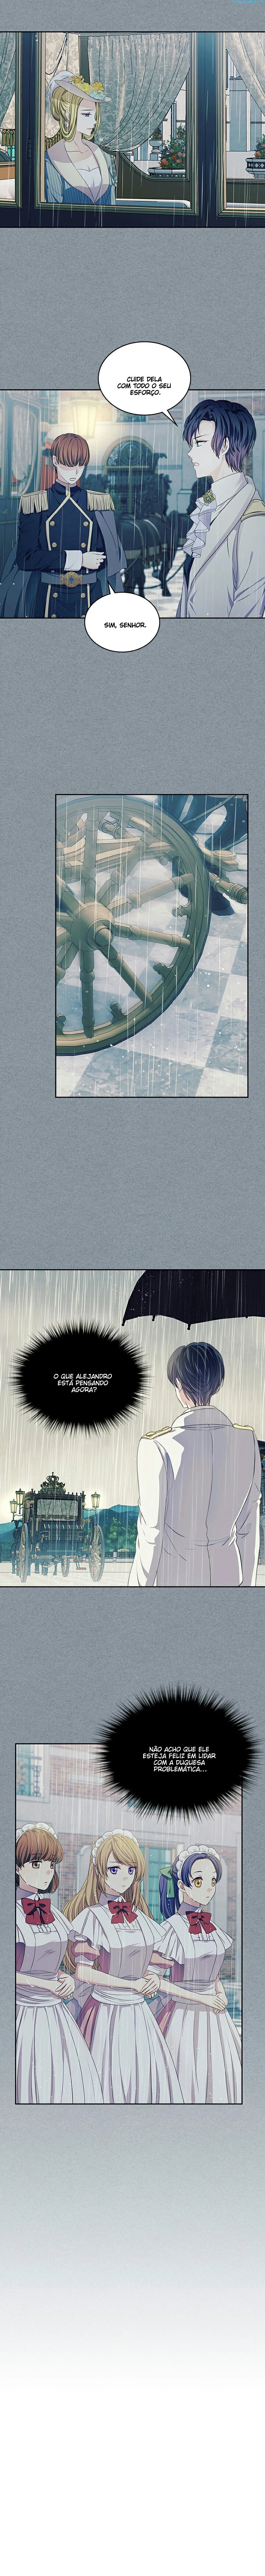 CUIDE DELA
COM TODO O SEU
ESFORÇO.
SIM, SENHOR.
O QUE ALEJANDRO
ESTÁ PENSANDO
AGORA?
NÃO ACHO QUE ELE
ESTEJA FELIZ EM LIDAR
COM A DUQUESA
PROBLEMÁTICA...